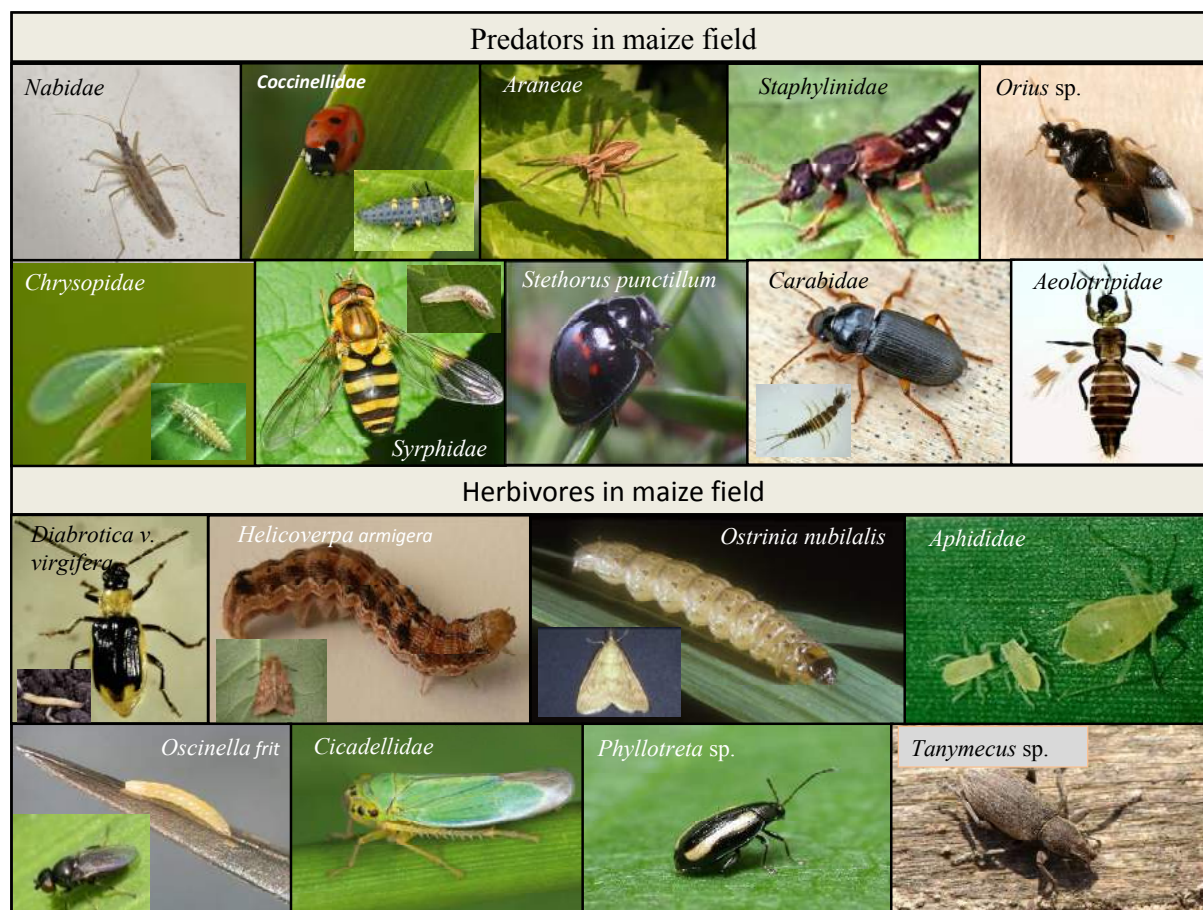 Predators in maize field
Nabidae
Coccinellidae
Araneae
Staphylinidae
Orius sp.
Chrysopidae
Syrphidae
Stethorus punctillum
Carabidae
Aeolotripidae
Herbivores in maize field
Diabrotica v.
virgifera
Helicoverpa armigera
Ostrinia nubilalis
Aphididae
Oscinella frit
Cicadellidae
Phyllotreta sp.
Tanymecus sp.